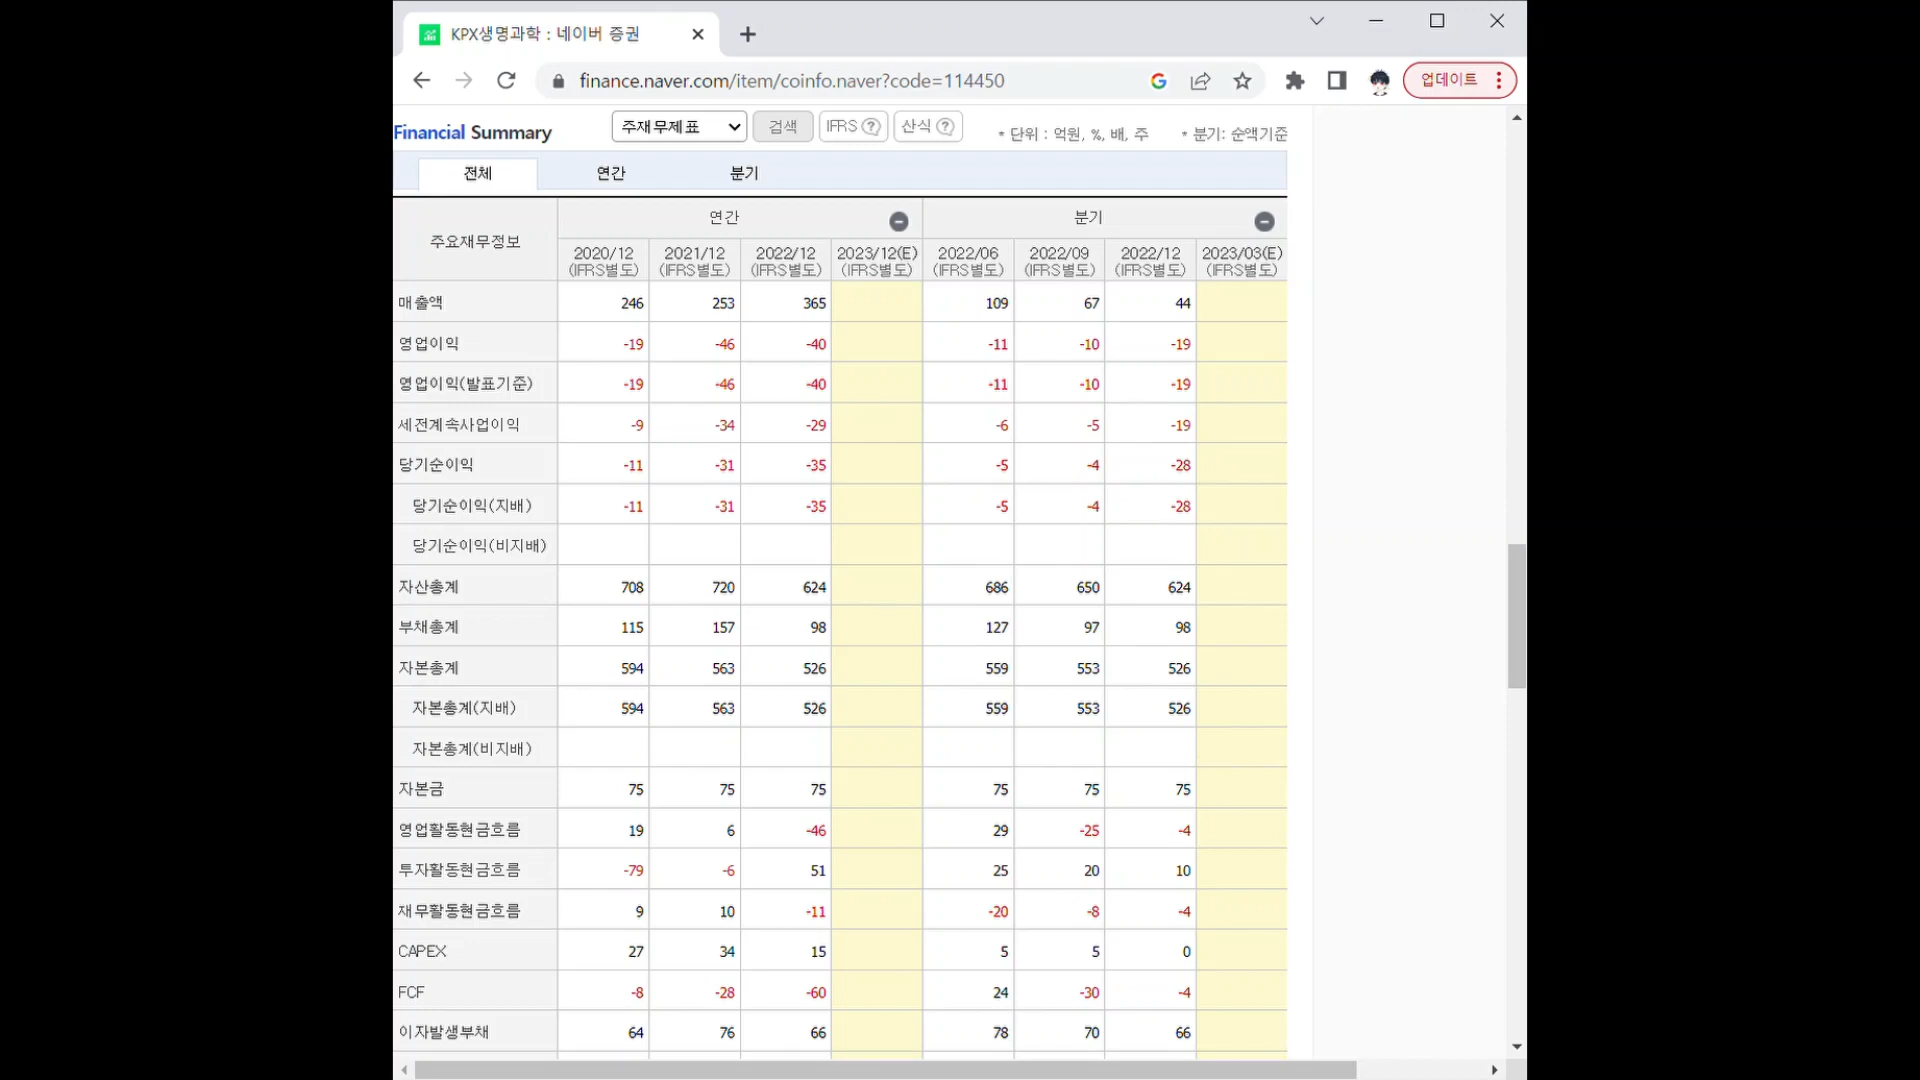 KPX생명과학 : 네이버 증권
finance.naver.com/item/coinfo.naver?code=114450
업데이트
Financial Summary
주재무제표
검색
IFRS ?
산식 ?
* 단위 : 억원, %, 배, 주 * 분기: 순액기준
전체 연간 분기
주요재무정보 연간 분기
2020/12 2021/12 2022/12 2023/12(E) 2022/06 2022/09 2022/12 2023/03(E)
(IFRS별도) (IFRS별도) (IFRS별도) (IFRS별도) (IFRS별도) (IFRS별도) (IFRS별도) (IFRS별도)
매출액 246 253 365 109 67 44
영업이익 -19 -46 -40 -11 -10 -19
영업이익(발표기준) -19 -46 -40 -11 -10 -19
세전계속사업이익 -9 -34 -29 -6 -5 -19
당기순이익 -11 -31 -35 -5 -4 -28
당기순이익(지배) -11 -31 -35 -5 -4 -28
당기순이익(비지배)
자산총계 708 720 624 686 650 624
부채총계 115 157 98 127 97 98
자본총계 594 563 526 559 553 526
자본총계(지배) 594 563 526 559 553 526
자본총계(비지배)
자본금 75 75 75 75 75 75
영업활동현금흐름 19 6 -46 29 -25 -4
투자활동현금흐름 -79 -6 51 25 20 10
재무활동현금흐름 9 10 -11 -20 -8 -4
CAPEX 27 34 15 5 5 0
FCF -8 -28 -60 24 -30 -4
이자발생부채 64 76 66 78 70 66